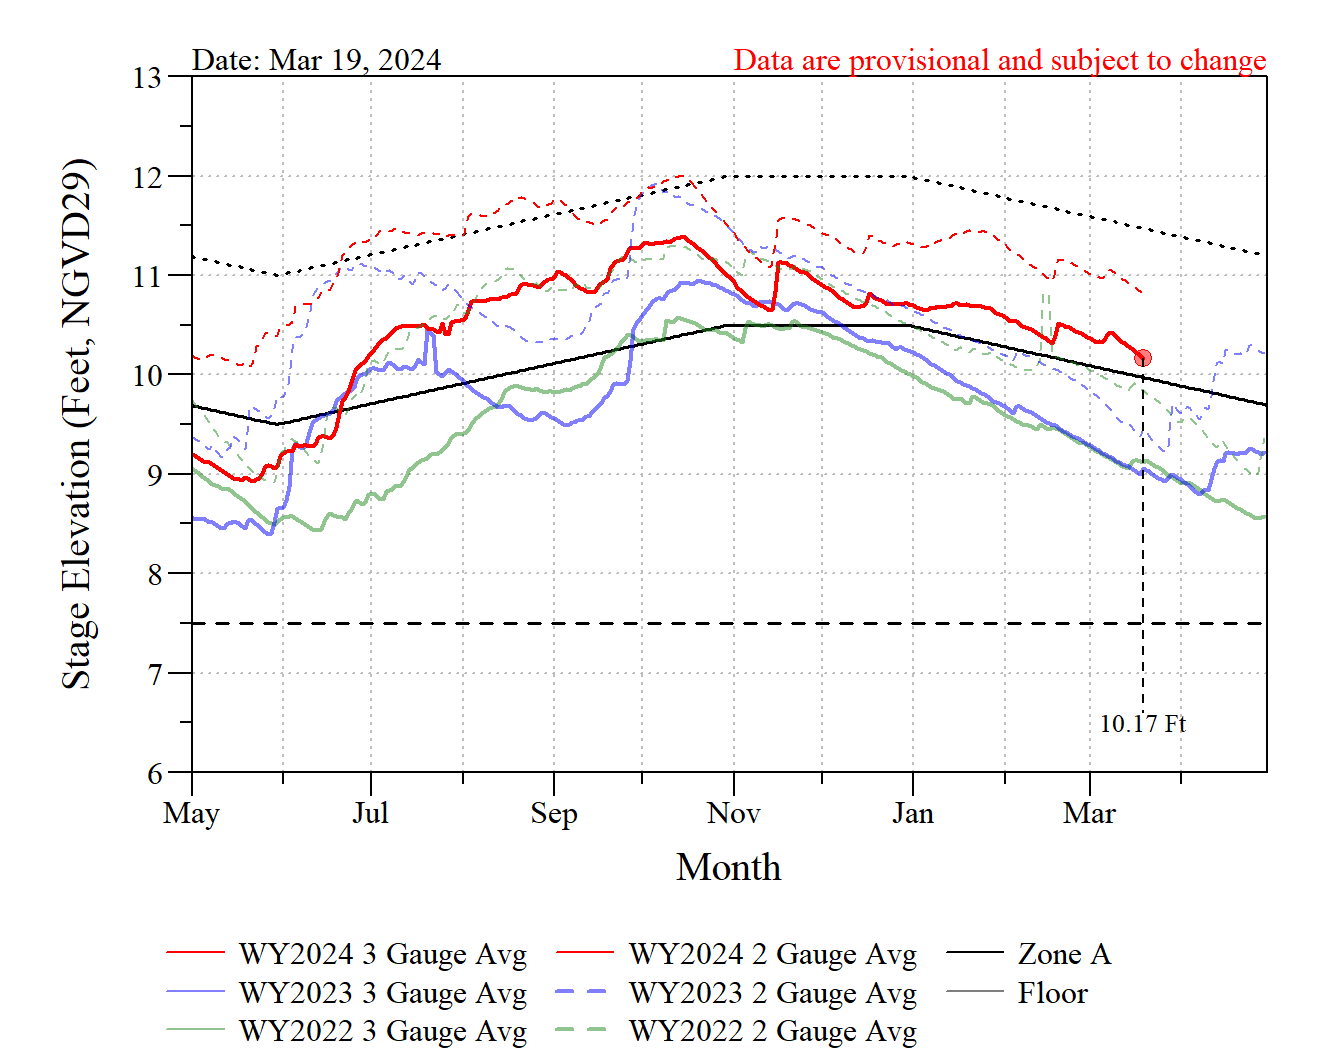 Date: Mar 19, 2024
Data are provisional and subject to change
Stage Elevation (Feet, NGVD29)
13
12
11
10
9
8
7
6
10.17 Ft
May Jul Sep Nov Jan Mar
Month
WY2024 3 Gauge Avg WY2024 2 Gauge Avg Zone A
WY2023 3 Gauge Avg WY2023 2 Gauge Avg Floor
WY2022 3 Gauge Avg WY2022 2 Gauge Avg